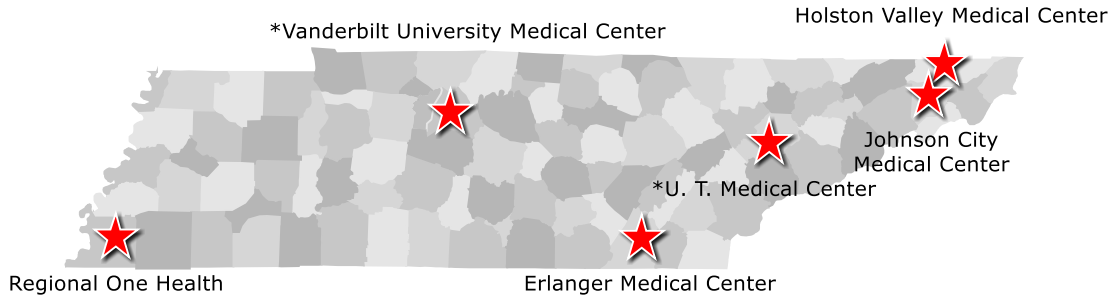 Holston Valley Medical Center
*Vanderbilt University Medical Center
Johnson City
Medical Center
*U. T. Medical Center
Regional One Health
Erlanger Medical Center